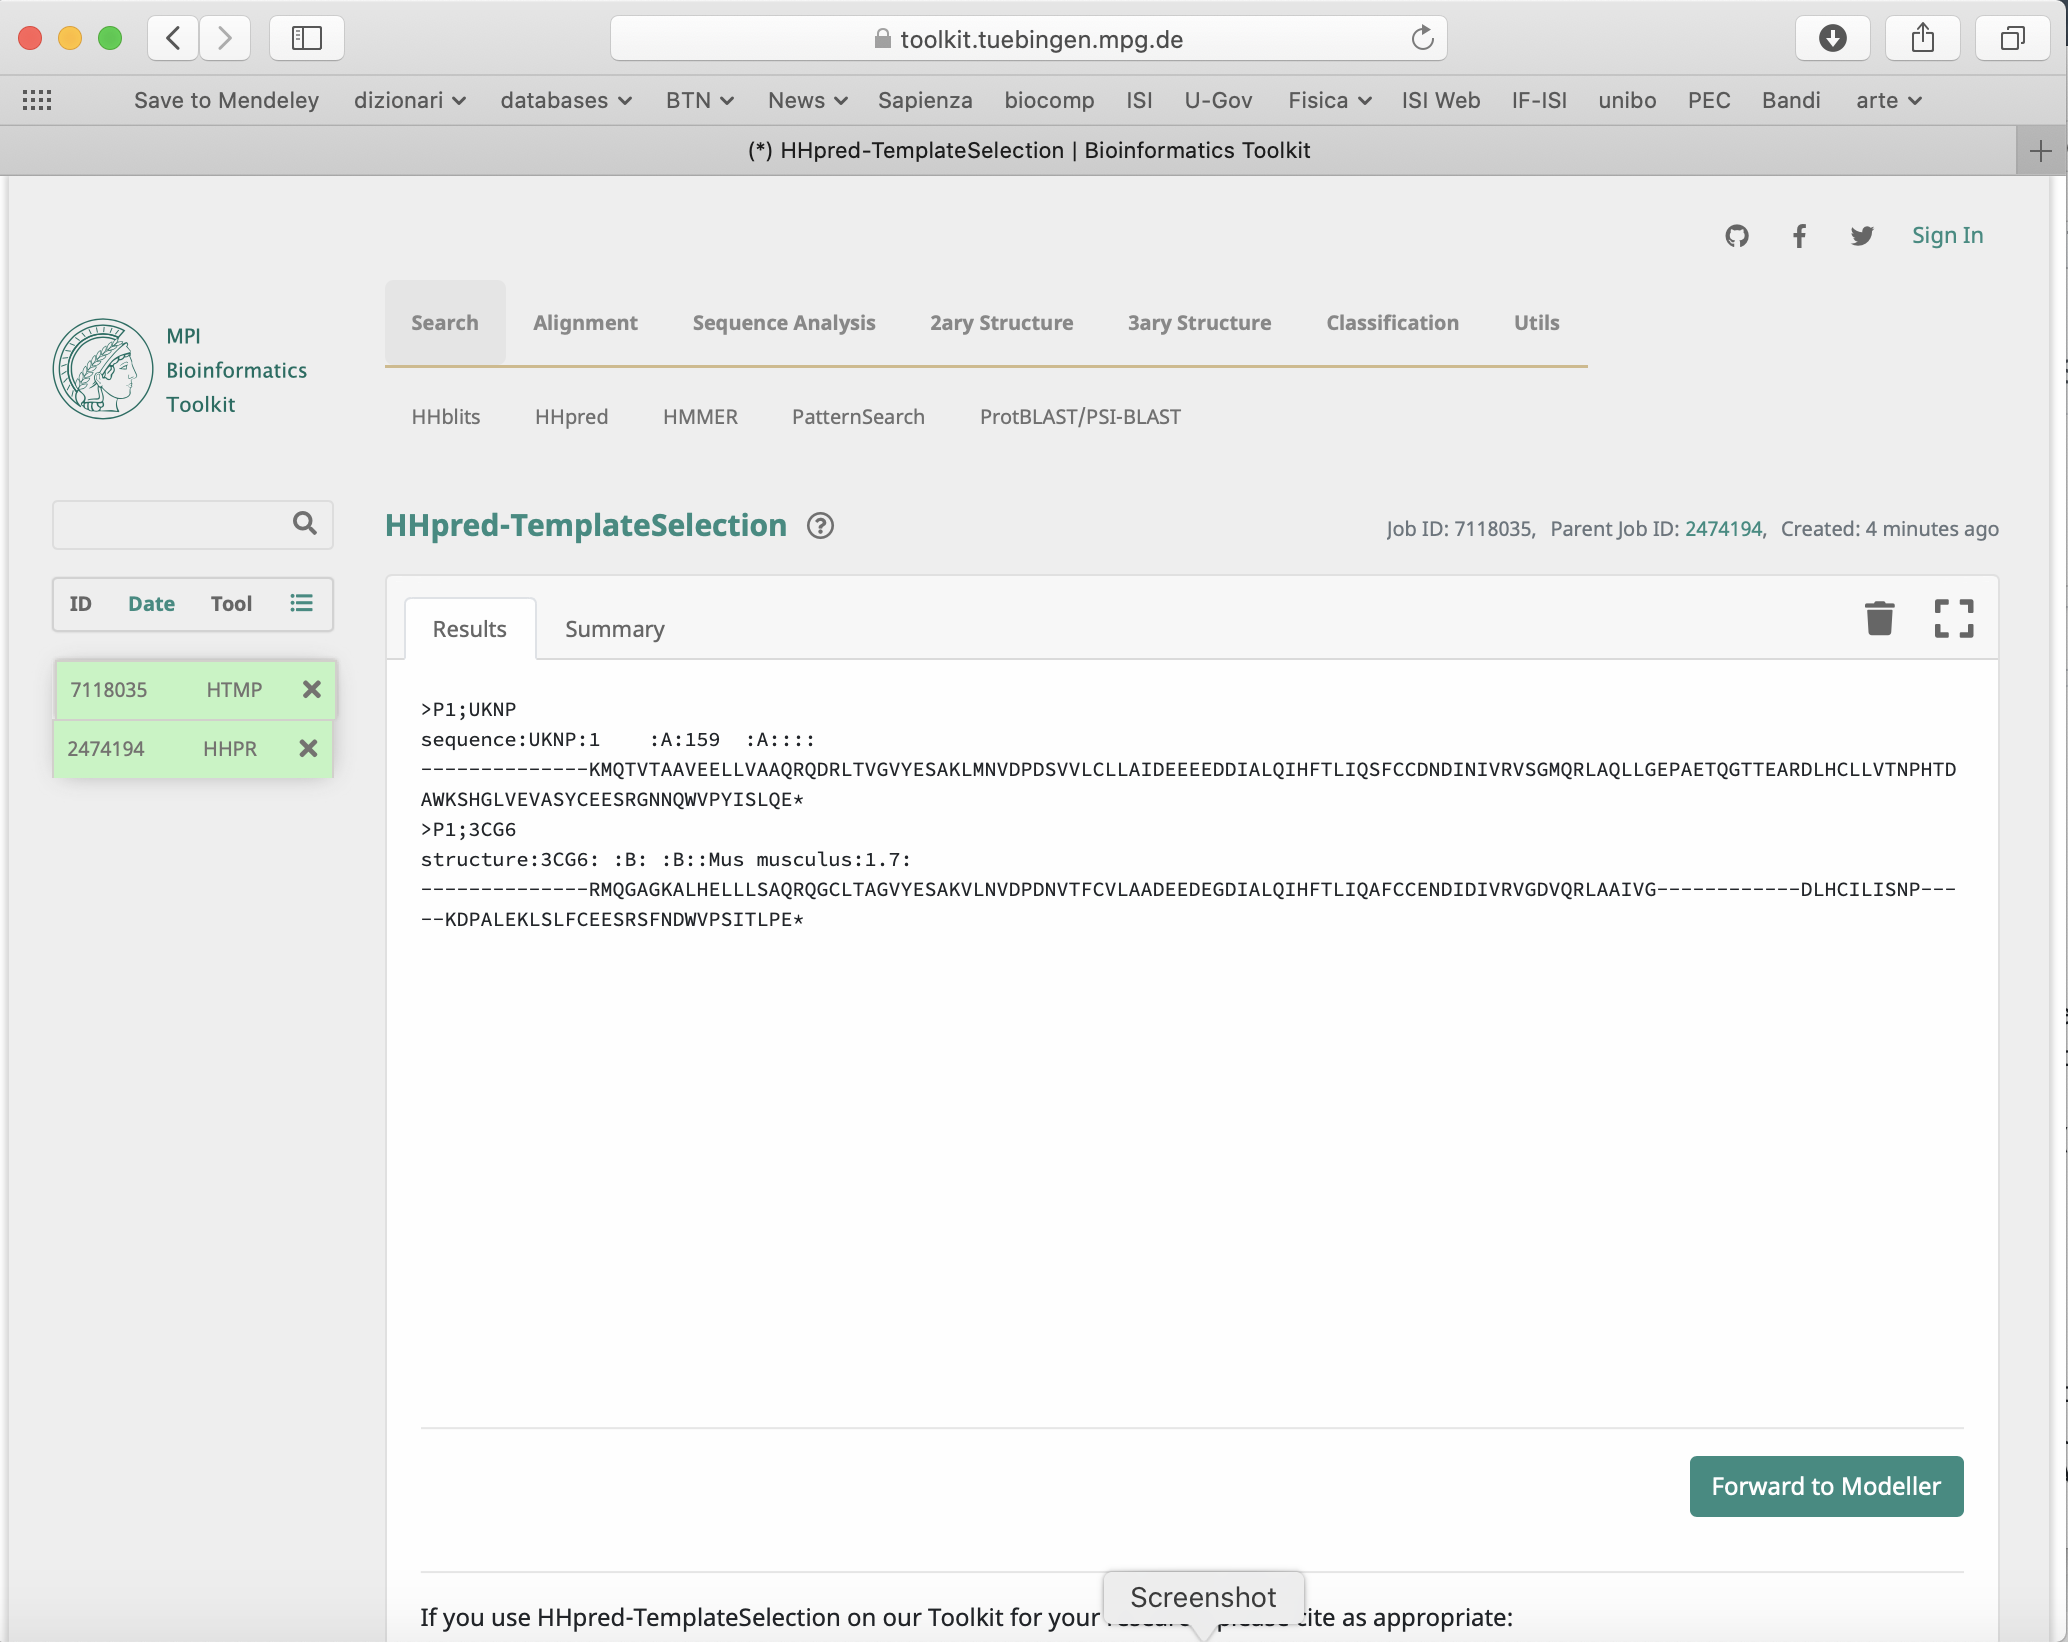 toolkit.tuebingen.mpg.de
Save to Mendeley dizionari databases BTN News Sapienza biocomp ISI U-Gov Fisica ISI Web IF-ISI unibo PEC Bandi arte
(*) HHpred-TemplateSelection | Bioinformatics Toolkit
Sign In
MPI
Bioinformatics
Toolkit
Search Alignment Sequence Analysis 2ary Structure 3ary Structure Classification Utils
HHblits HHpred HMMER PatternSearch ProtBLAST/PSI-BLAST
HHpred-TemplateSelection
Job ID: 7118035, Parent Job ID: 2474194, Created: 4 minutes ago
ID Date Tool
7118035 HTMP
2474194 HHPR
Results Summary
>P1;UKNP
sequence:UKNP:1    :A:159  :A::::
--------------KMQTVTAAVEELLVAAQRQDRLTVGVYESAKLMNVDPDSVVLCLLAIDEEEEDDIALQIHFTLIQSFCCDNDINIVRVSGMQRLAQLLGEPAETQGTTEARDLHCLLVTNPHTD
AWKSHGLVEVASYCEESRGNNQWVPYISLQE*
>P1;3CG6
structure:3CG6: :B: :B::Mus musculus:1.7:
--------------RMQGAGKALHELLLSAQRQGCLTAGVYESAKVLNVDPDNVTFCVLAADEEDEGDIALQIHFTLIQAFCCENDIDIVRVGDVQRLAAIVG------------DLHCILISNP---
--KDPALEKLSLFCEESRSFNDWVPSITLPE*
Forward to Modeller
Screenshot
If you use HHpred-TemplateSelection on our Toolkit for your please cite as appropriate: